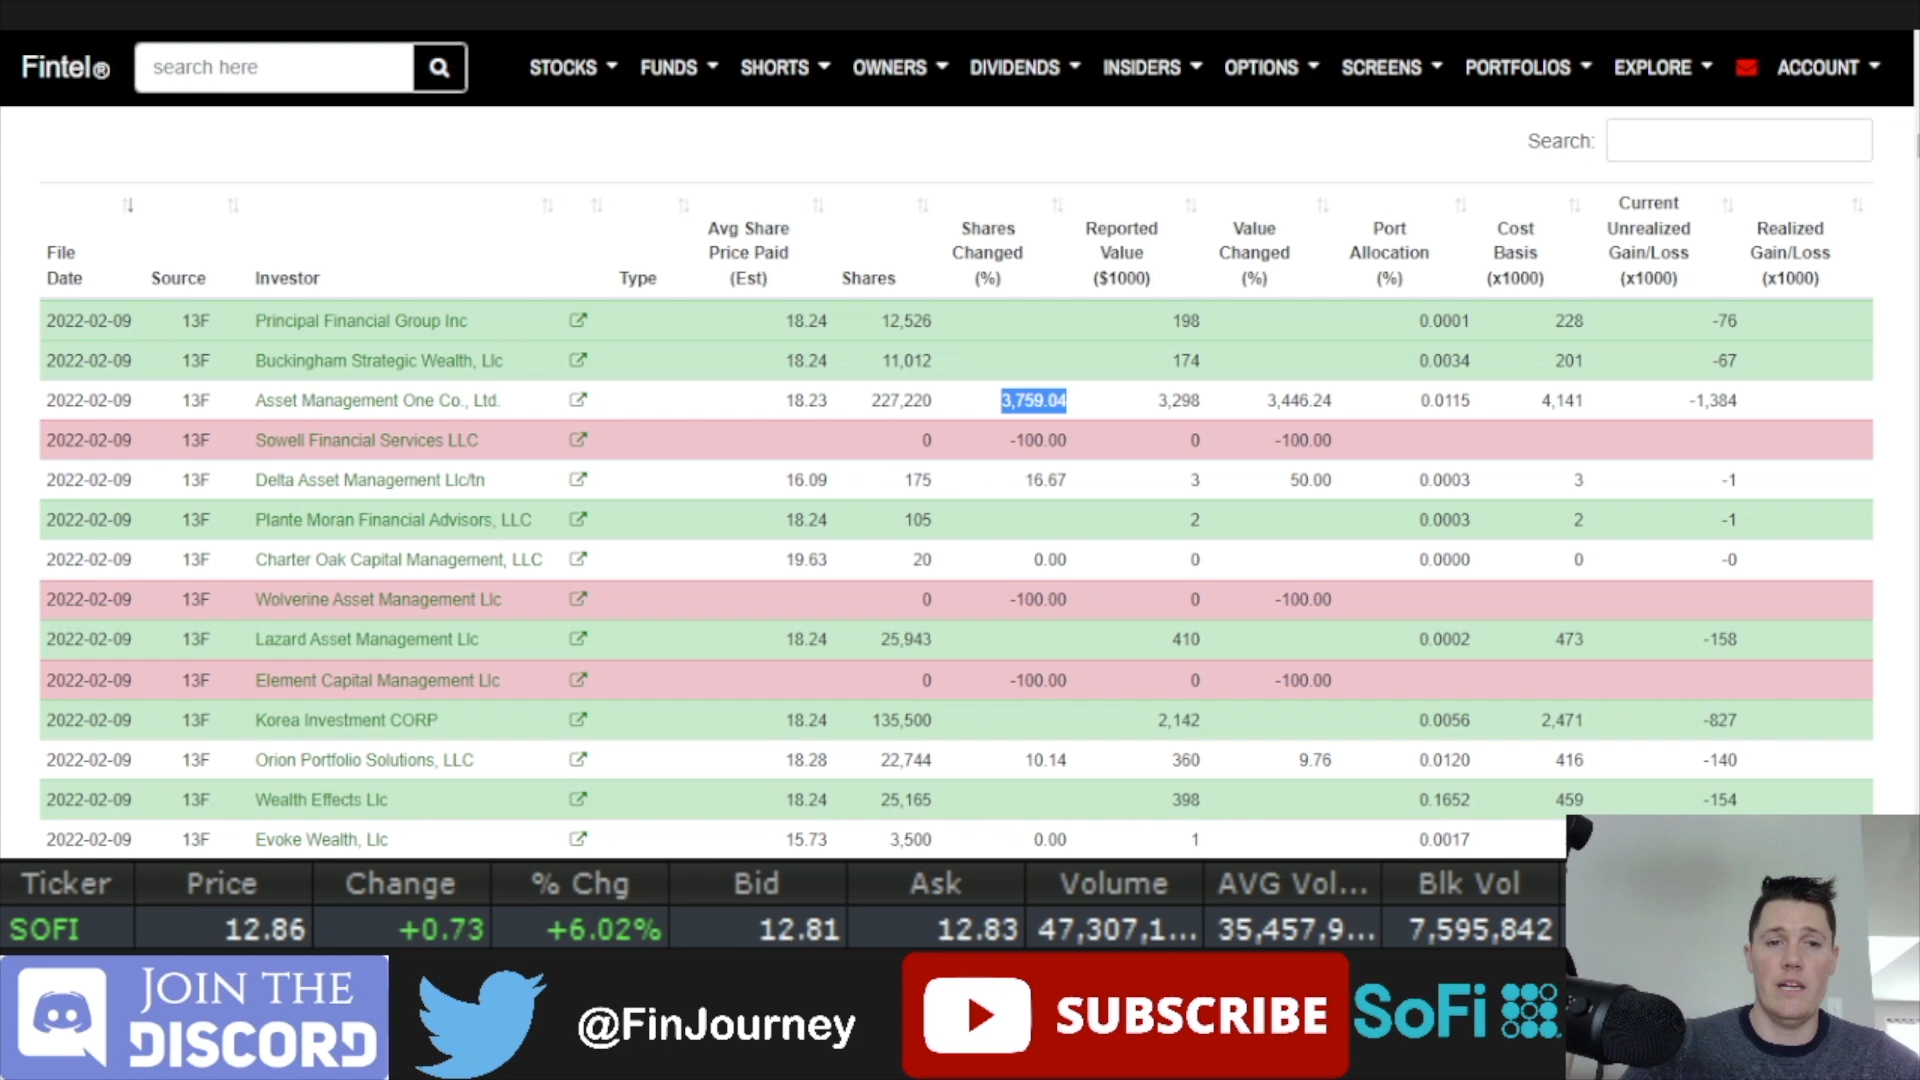 Fintel® search here STOCKS FUNDS SHORTS OWNERS DIVIDENDS INSIDERS OPTIONS SCREENS PORTFOLIOS EXPLORE ACCOUNT
Search:
File Date Source Investor Type Avg Share Price Paid (Est) Shares Shares Changed (%) Reported Value ($1000) Value Changed (%) Port Allocation (%) Cost Basis (x1000) Current Unrealized Gain/Loss (x1000) Realized Gain/Loss (x1000)
2022-02-09 13F Principal Financial Group Inc 18.24 12,526 198 0.0001 228 -76
2022-02-09 13F Buckingham Strategic Wealth, Llc 18.24 11,012 174 0.0034 201 -67
2022-02-09 13F Asset Management One Co., Ltd. 18.23 227,220 3,759.04 3,298 3,446.24 0.0115 4,141 -1,384
2022-02-09 13F Sowell Financial Services LLC 0 -100.00 0 -100.00
2022-02-09 13F Delta Asset Management Llc/tn 16.09 175 16.67 3 50.00 0.0003 3 -1
2022-02-09 13F Plante Moran Financial Advisors, LLC 18.24 105 2 0.0003 2 -1
2022-02-09 13F Charter Oak Capital Management, LLC 19.63 20 0.00 0 0.0000 0 -0
2022-02-09 13F Wolverine Asset Management Llc 0 -100.00 0 -100.00
2022-02-09 13F Lazard Asset Management Llc 18.24 25,943 410 0.0002 473 -158
2022-02-09 13F Element Capital Management Llc 0 -100.00 0 -100.00
2022-02-09 13F Korea Investment CORP 18.24 135,500 2,142 0.0056 2,471 -827
2022-02-09 13F Orion Portfolio Solutions, LLC 18.28 22,744 10.14 360 9.76 0.0120 416 -140
2022-02-09 13F Wealth Effects Llc 18.24 25,165 398 0.1652 459 -154
2022-02-09 13F Evoke Wealth, Llc 15.73 3,500 0.00 1 0.0017
Ticker Price Change % Chg Bid Ask Volume AVG Vol... Blk Vol
SOFI 12.86 +0.73 +6.02% 12.81 12.83 47,307,1... 35,457,9... 7,595,842
JOIN THE
DISCORD
@FinJourney
SUBSCRIBE
SoFi